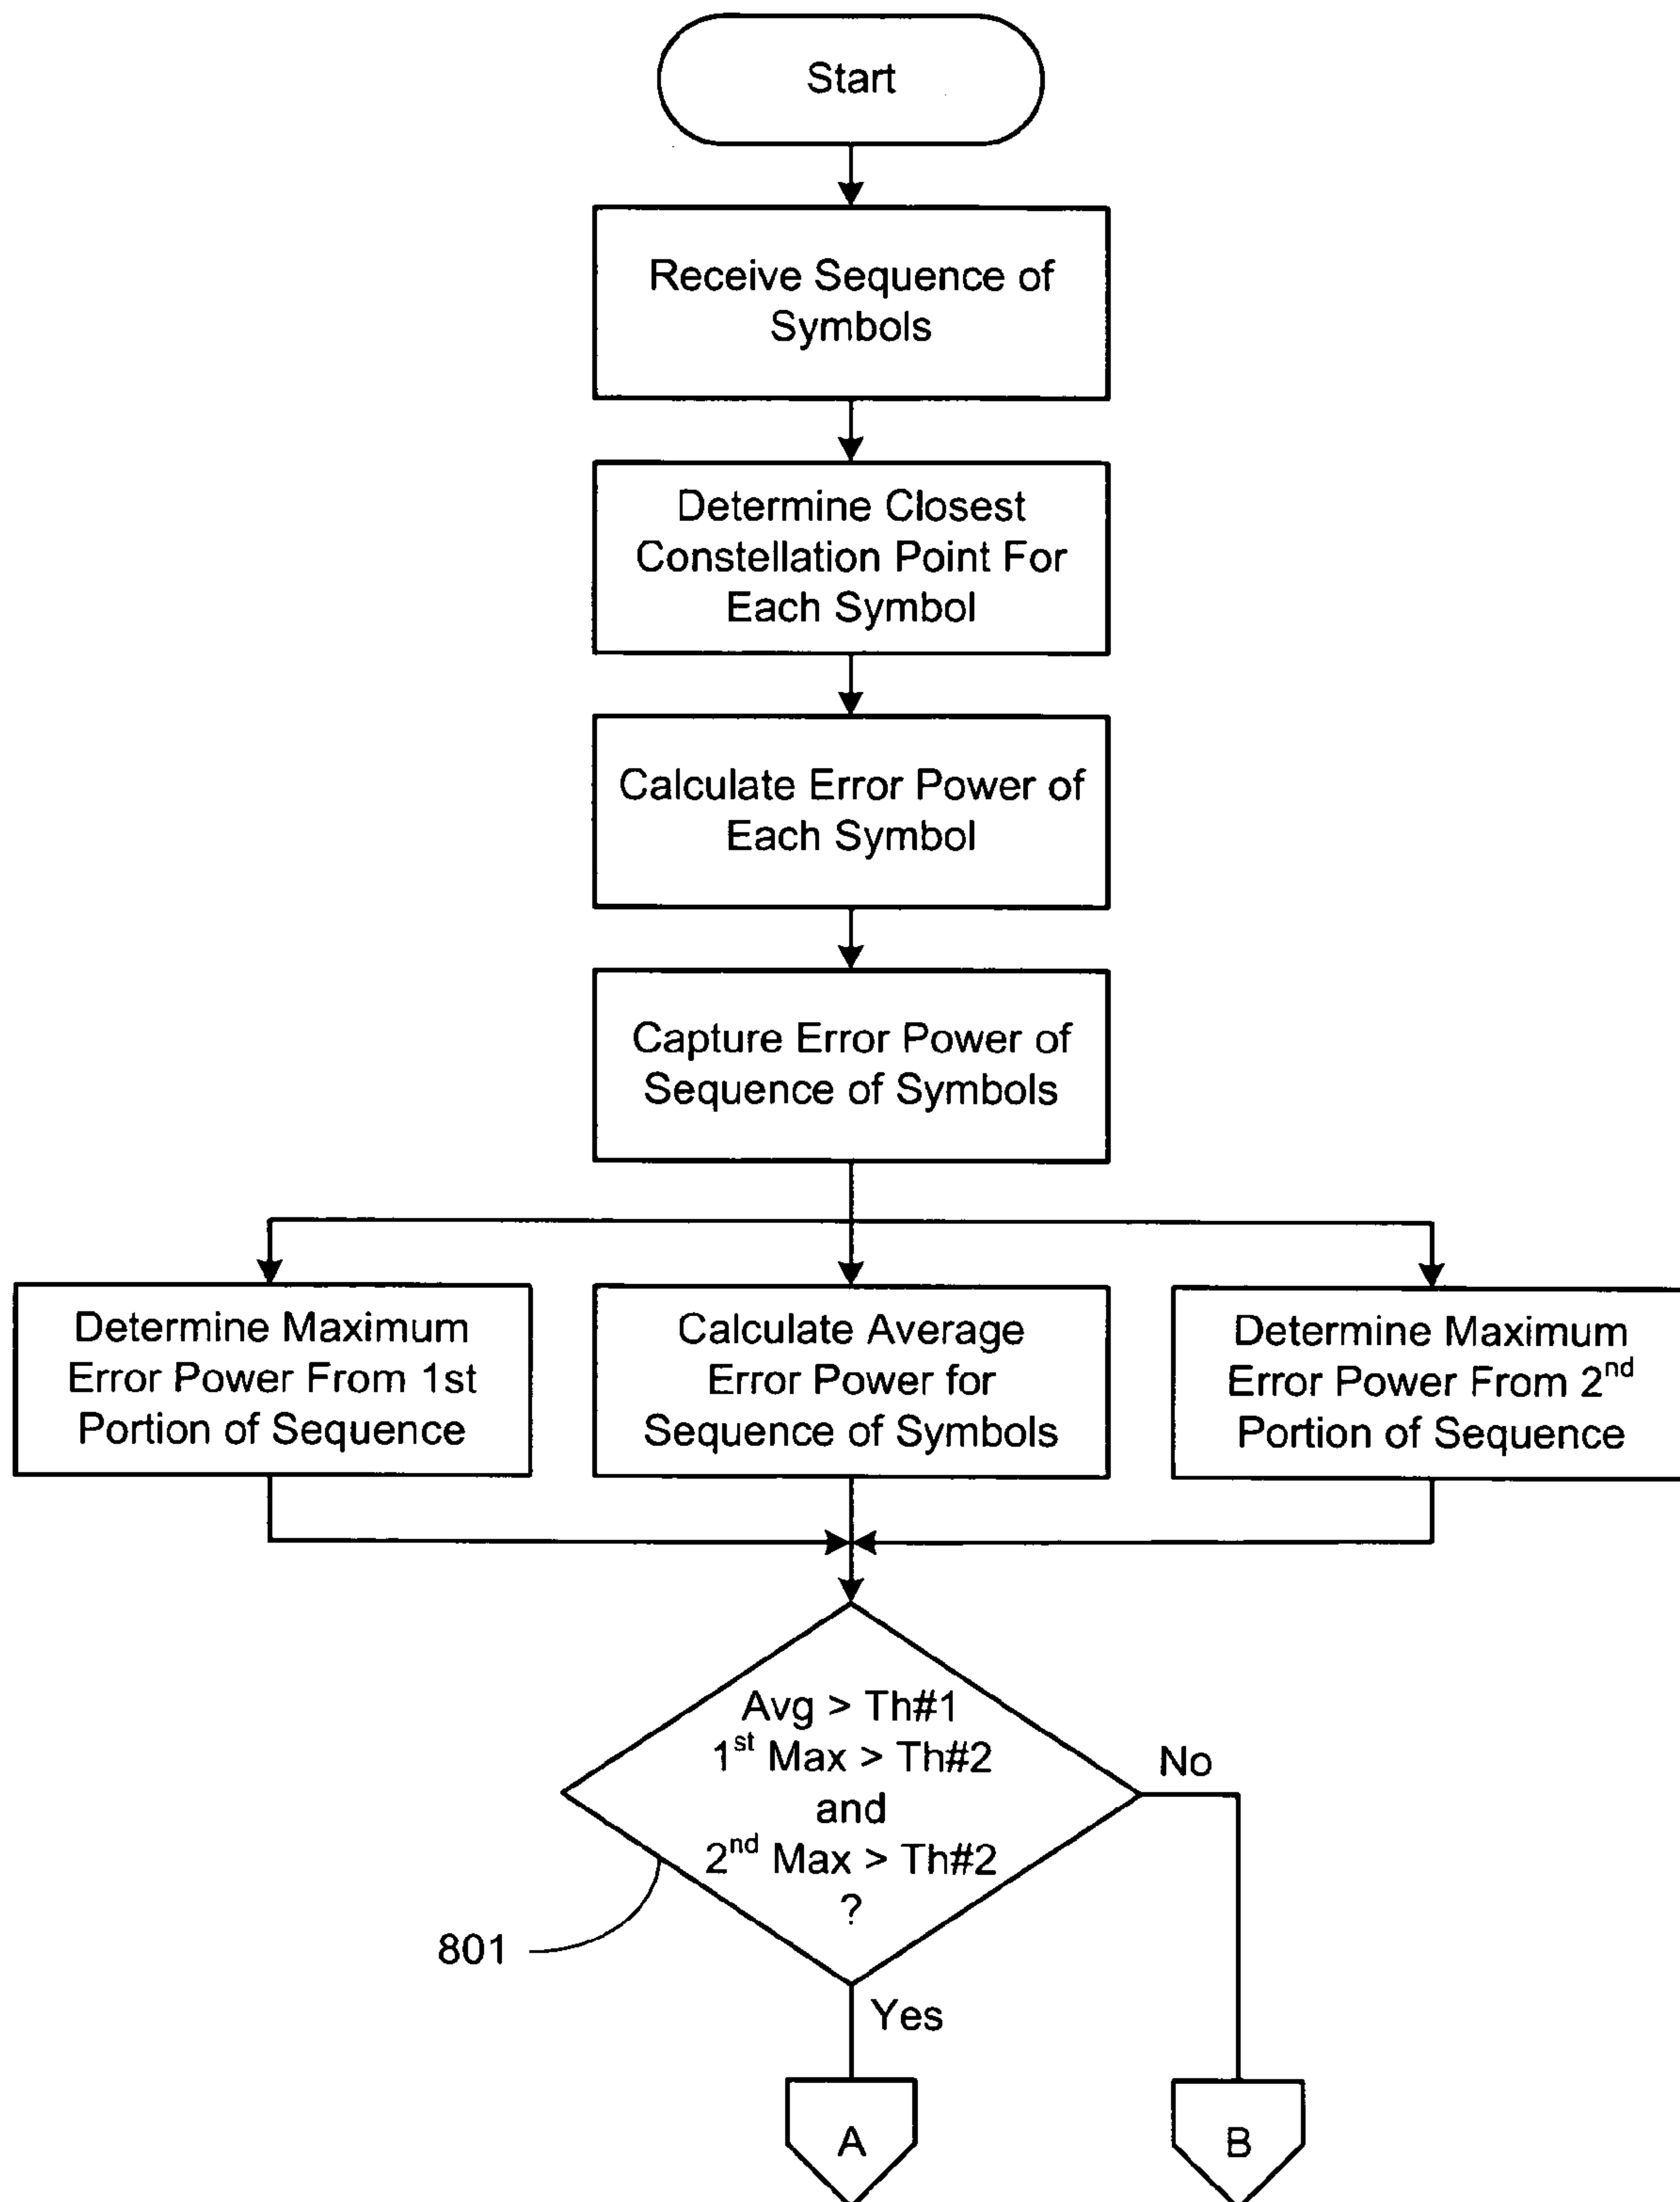 Start
Receive Sequence of
Symbols
Determine Closest
Constellation Point For
Each Symbol
Calculate Error Power of
Each Symbol
Capture Error Power of
Sequence of Symbols
Determine Maximum
Error Power From 1st
Portion of Sequence
Calculate Average
Error Power for
Sequence of Symbols
Determine Maximum
Error Power From 2nd
Portion of Sequence
Avg > Th#1
1st Max > Th#2
and
2nd Max > Th#2
?
No
801
Yes
A
B